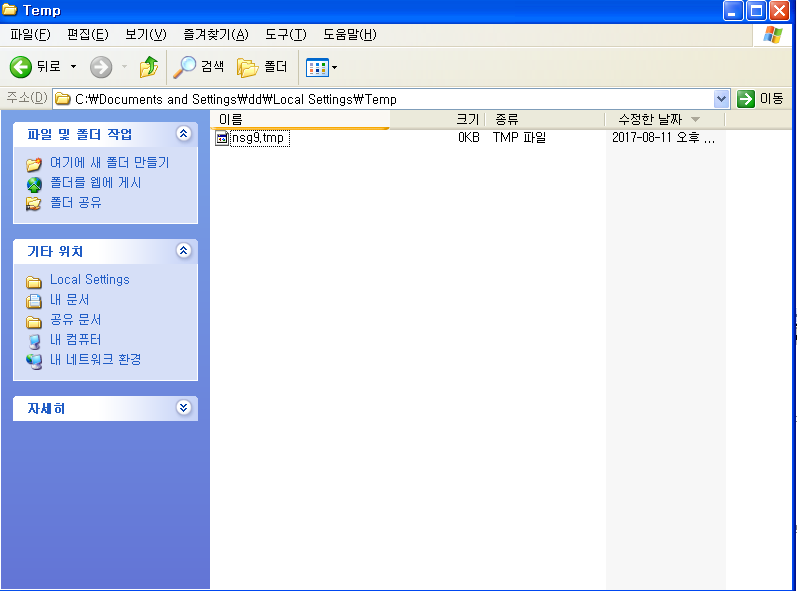 Temp
파일(F) 편집(E) 보기(V) 즐겨찾기(A) 도구(T) 도움말(H)
뒤로 검색 폴더
주소(D) C:₩Documents and Settings₩dd₩Local Settings₩Temp 이동
파일 및 폴더 작업
여기에 새 폴더 만들기
폴더를 웹에 게시
폴더 공유
기타 위치
Local Settings
내 문서
공유 문서
내 컴퓨터
내 네트워크 환경
자세히
이름 크기 종류 수정한 날짜
nsg9.tmp 0KB TMP 파일 2017-08-11 오후 ...